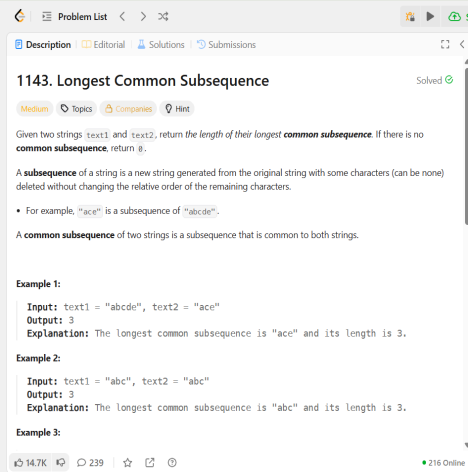 Problem List
Description | Editorial | Solutions | Submissions
1143. Longest Common Subsequence
Solved
Medium Topics Companies Hint
Given two strings text1 and text2, return the length of their longest common subsequence. If there is no
common subsequence, return 0.
A subsequence of a string is a new string generated from the original string with some characters (can be none)
deleted without changing the relative order of the remaining characters.
• For example, "ace" is a subsequence of "abcde".
A common subsequence of two strings is a subsequence that is common to both strings.
Example 1:
Input: text1 = "abcde", text2 = "ace"
Output: 3
Explanation: The longest common subsequence is "ace" and its length is 3.
Example 2:
Input: text1 = "abc", text2 = "abc"
Output: 3
Explanation: The longest common subsequence is "abc" and its length is 3.
Example 3:
14.7K 239 216 Online